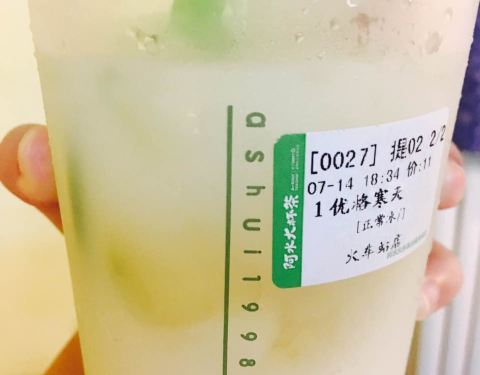 ashui1998
阿水大杯茶
[0027] 提02 2/2
07-14 18:34 价:11
1优格寒天
[正常冰/]
火车站店